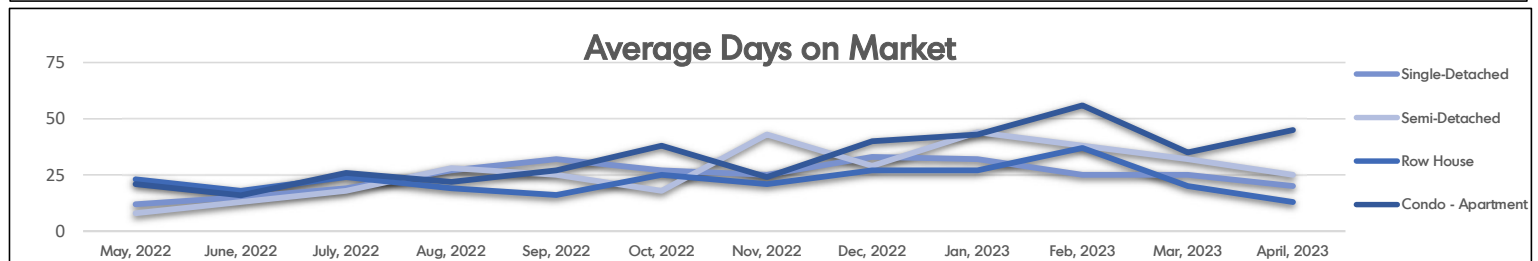 Average Days on Market
75
50
25
0
May, 2022 June, 2022 July, 2022 Aug, 2022 Sep, 2022 Oct, 2022 Nov, 2022 Dec, 2022 Jan, 2023 Feb, 2023 Mar, 2023 April, 2023
Single-Detached
Semi-Detached
Row House
Condo - Apartment